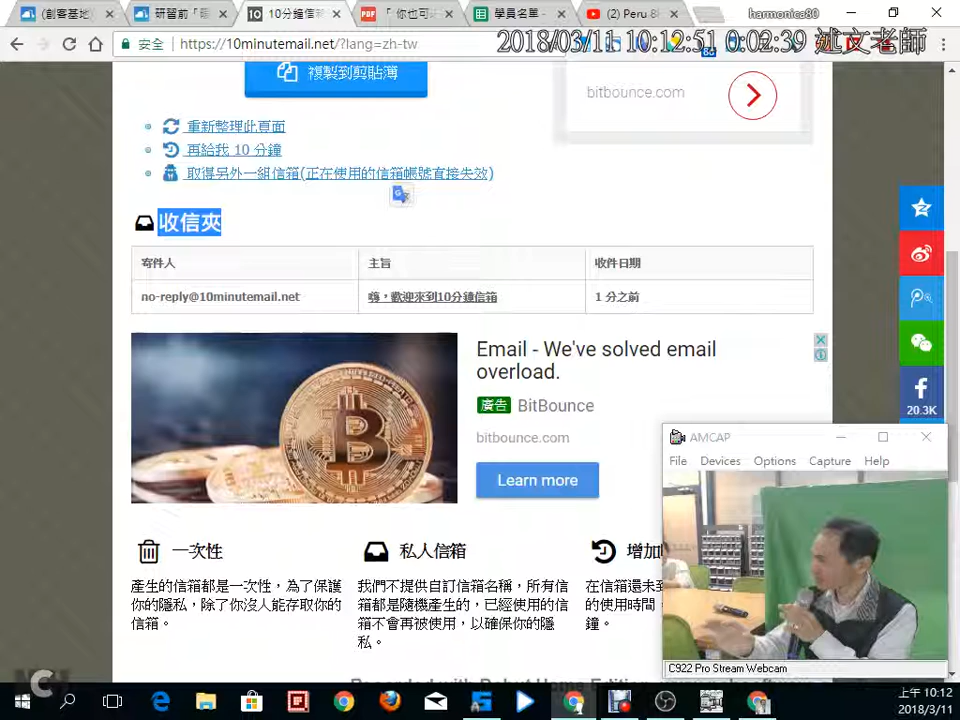 (創客基地)
研習前「
10分鐘信箱
「 你也可
學員名單 -
(2) Peru 8
harmonica80
安全
https://10minutemail.net/?lang=zh-tw
2018/03/11 10:12:51 0:02:39 述文老師
複製到剪貼簿
bitbounce.com
重新整理此頁面
再給我 10 分鐘
取得另外一組信箱(正在使用的信箱帳號直接失效)
收信夾
寄件人 主旨 收件日期
no-reply@10minutemail.net 嗨，歡迎來到10分鐘信箱 1 分之前
Email - We've solved email
overload.
廣告 BitBounce
bitbounce.com
Learn more
20.3K
AMCAP
File Devices Options Capture Help
C922 Pro Stream Webcam
一次性
產生的信箱都是一次性，為了保護
你的隱私，除了你沒人能存取你的
信箱。
私人信箱
我們不提供自訂信箱名稱，所有信
箱都是隨機產生的，已經使用的信
箱不會再被使用，以確保你的隱
私。
增加
在信箱還未到
的使用時間
鐘。
上午 10:12
2018/3/11